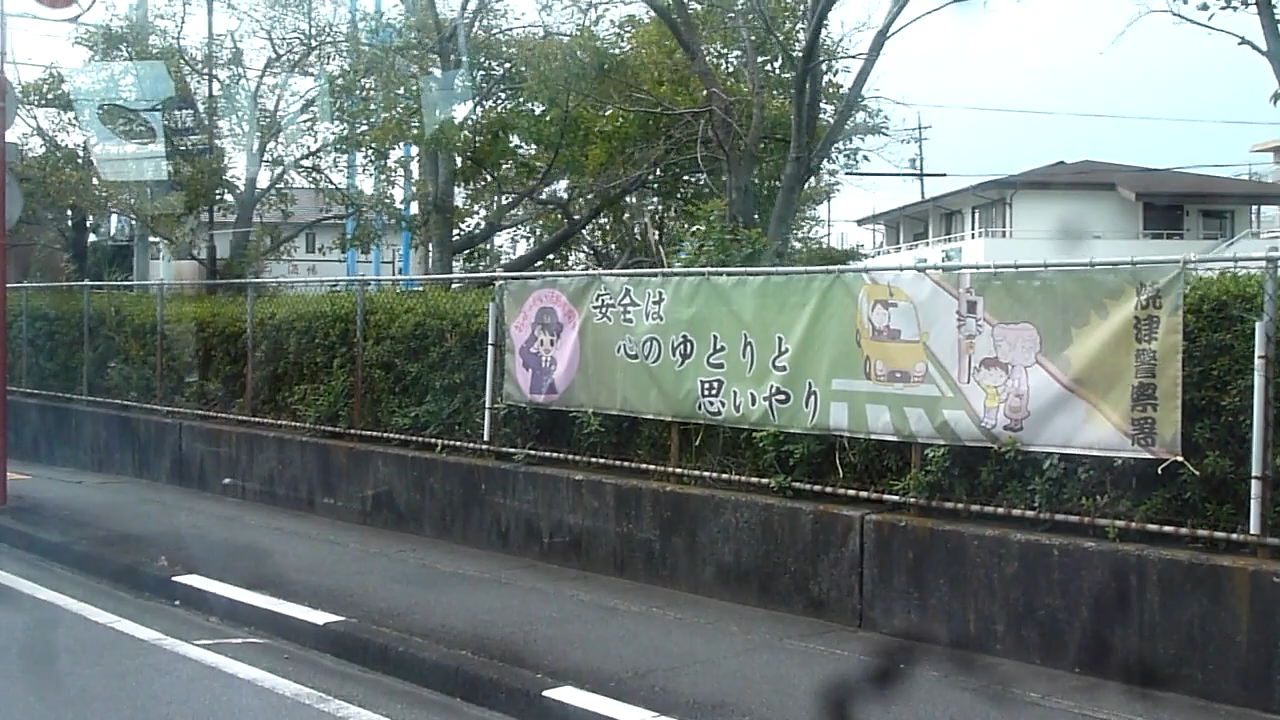 安全は
心のゆとりと
思いやり
焼津警察署